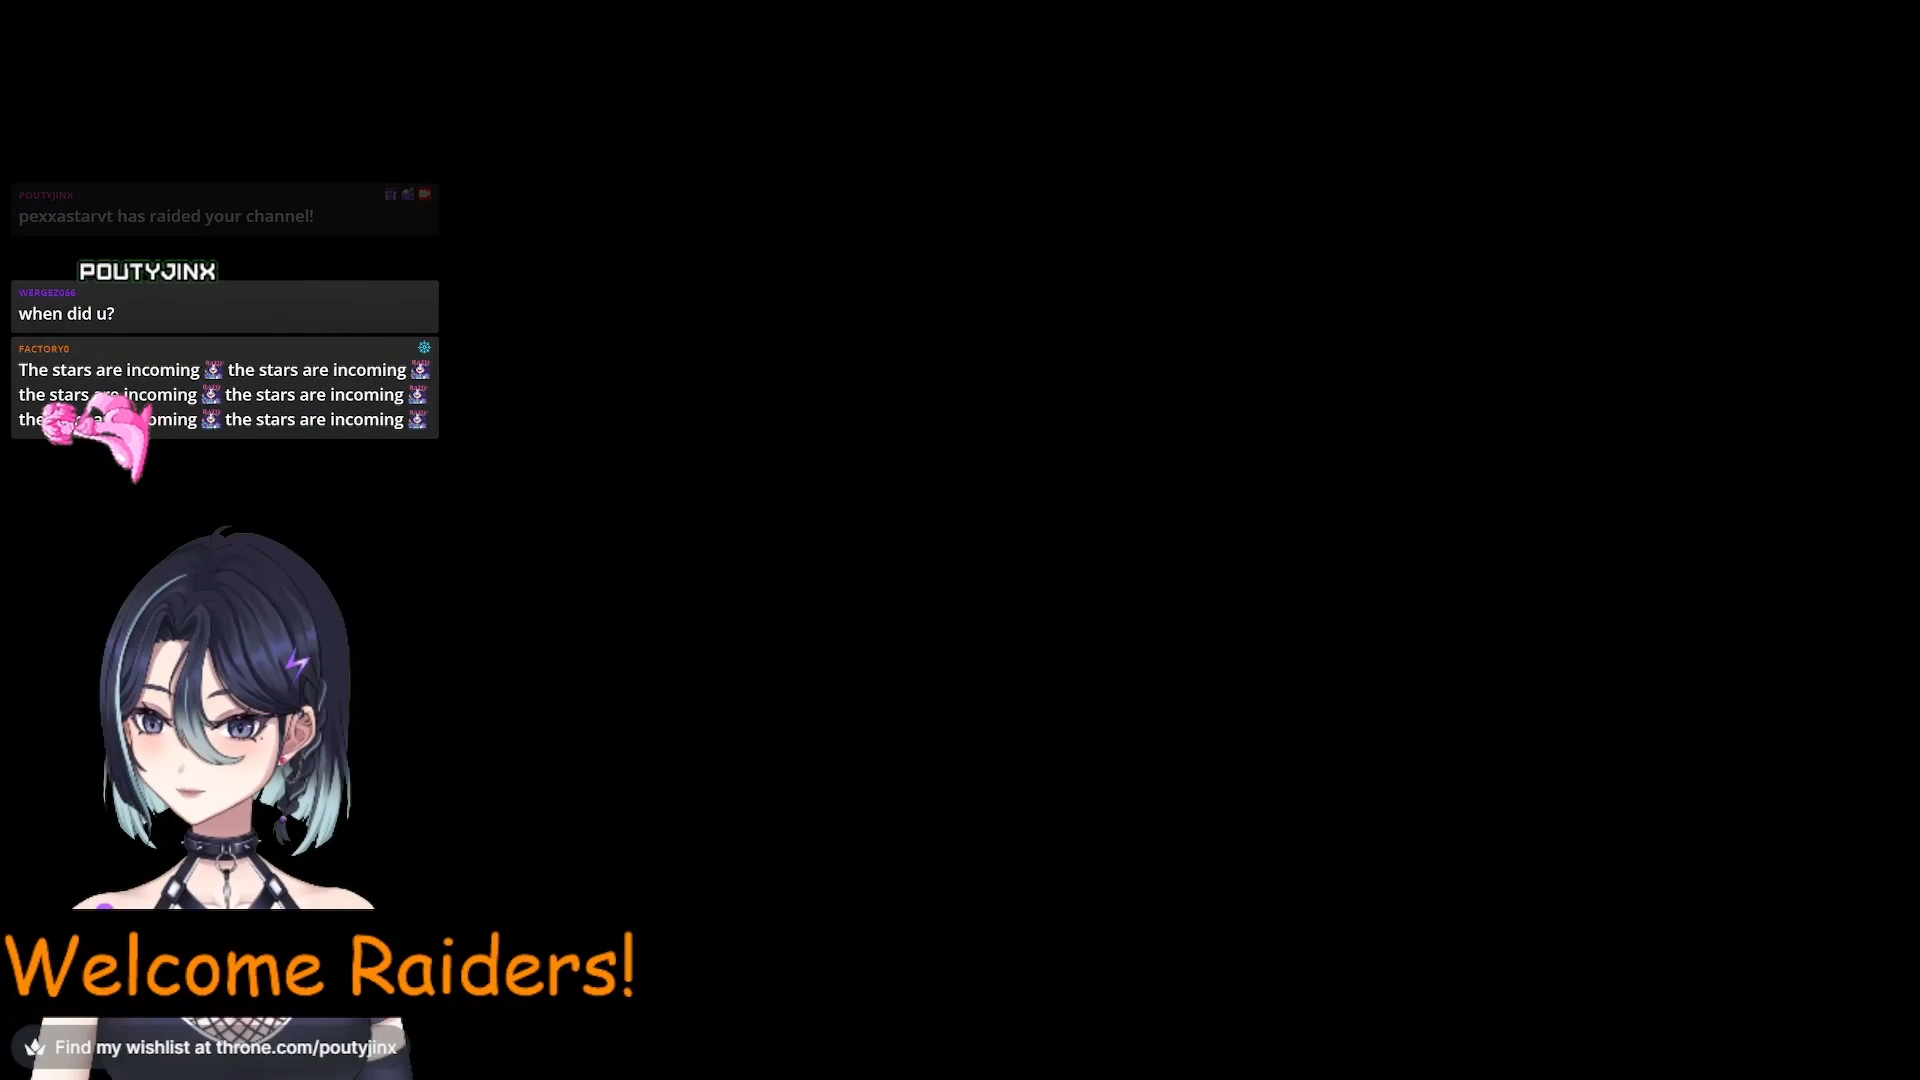 POUTYJINX
pexxastarvt has raided your channel!
POUTYJINX
WERGEZ066
when did u?
FACTORY0
The stars are incoming the stars are incoming
the stars are incoming the stars are incoming
the coming the stars are incoming
Welcome Raiders!
Find my wishlist at throne.com/poutyjinx